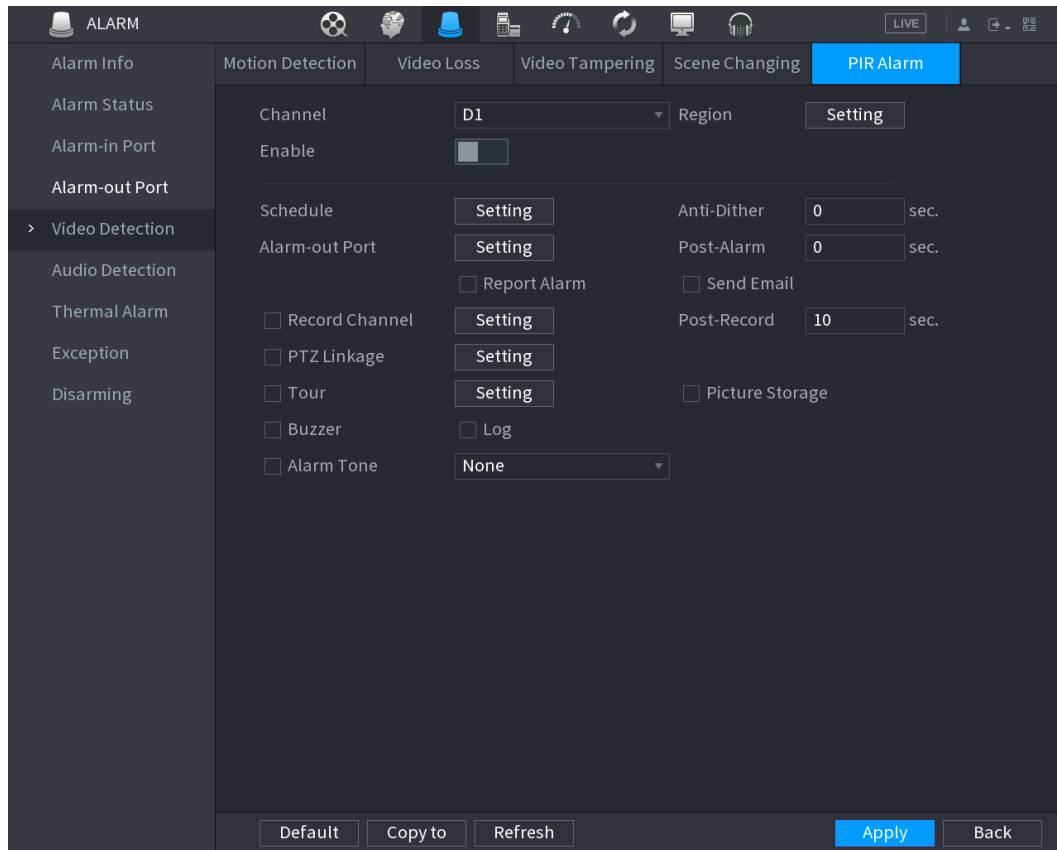 ALARM LIVE
Alarm Info
Alarm Status
Alarm-in Port
Alarm-out Port
Video Detection
Audio Detection
Thermal Alarm
Exception
Disarming
Motion Detection Video Loss Video Tampering Scene Changing PIR Alarm
Channel D1 Region Setting
Enable
Schedule Setting Anti-Dither 0 sec.
Alarm-out Port Setting Post-Alarm 0 sec.
Report Alarm Send Email
Record Channel Setting Post-Record 10 sec.
PTZ Linkage Setting
Tour Setting Picture Storage
Buzzer Log
Alarm Tone None
Default Copy to Refresh Apply Back